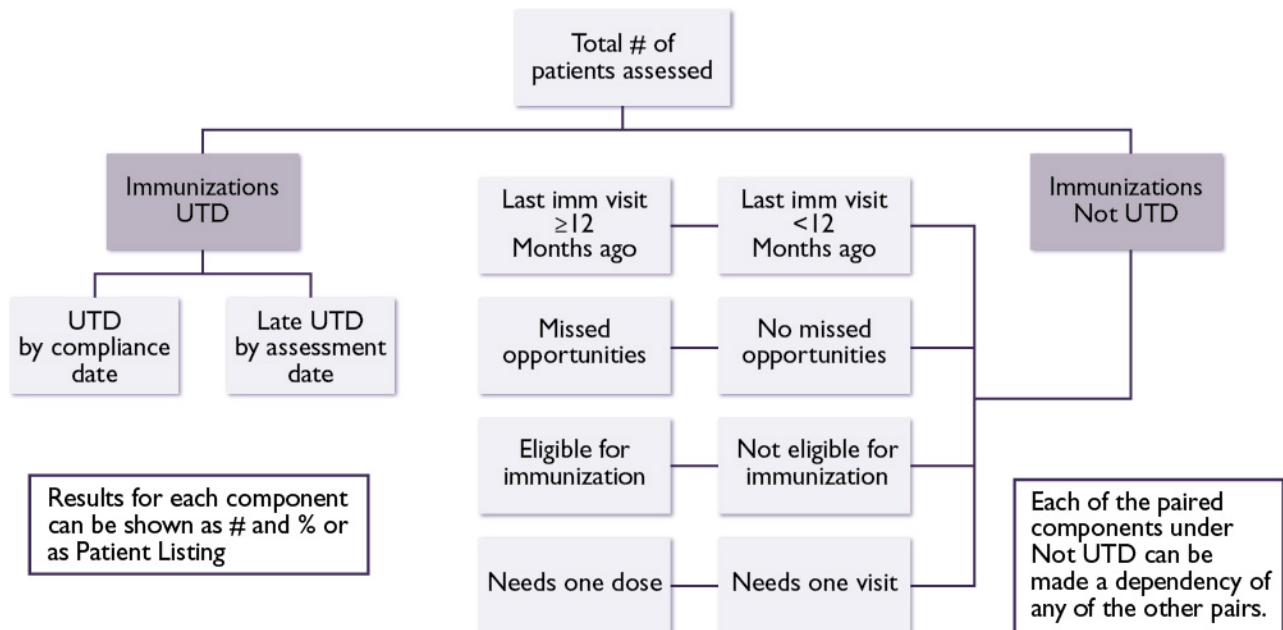 Total # of
patients assessed
Immunizations
UTD
Immunizations
Not UTD
Last imm visit
≥12
Months ago
Last imm visit
<12
Months ago
UTD
by compliance
date
Late UTD
by assessment
date
Missed
opportunities
No missed
opportunities
Eligible for
immunization
Not eligible for
immunization
Results for each component
can be shown as # and % or
as Patient Listing
Needs one dose
Needs one visit
Each of the paired
components under
Not UTD can be
made a dependency of
any of the other pairs.